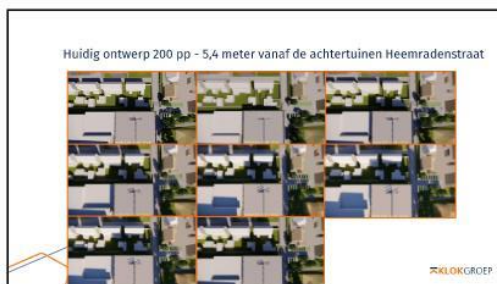 Huidig ontwerp 200 pp - 5,4 meter vanaf de achtertuinen Heemradenstraat
KLOKGROEP